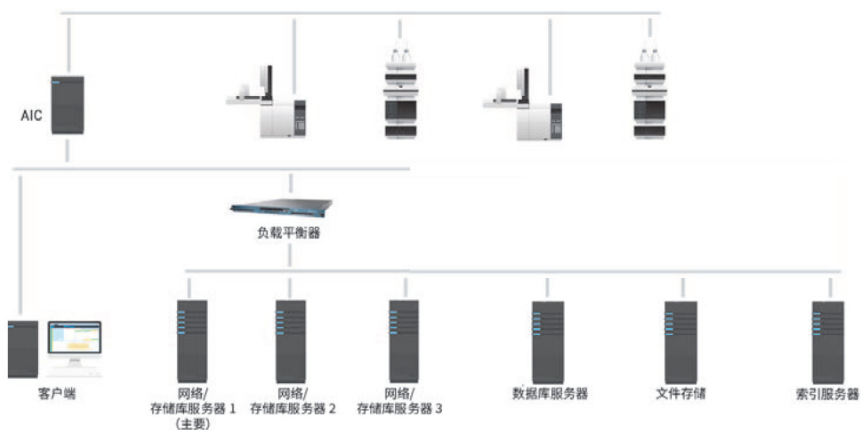 AIC
负载平衡器
客户端
网络/
存储库服务器 1
（主要）
网络/
存储库服务器 2
网络/
存储库服务器 3
数据库服务器
文件存储
索引服务器